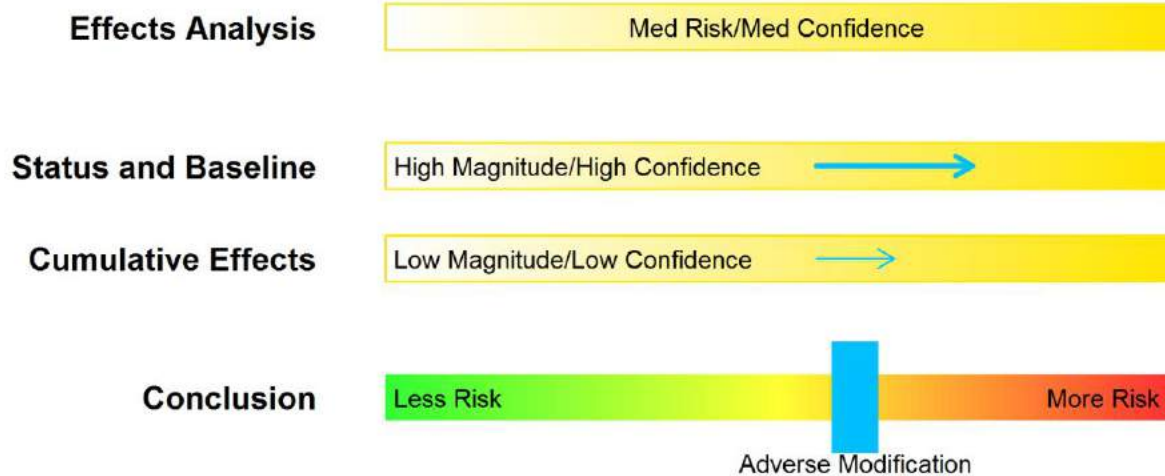 Effects Analysis
Med Risk/Med Confidence
Status and Baseline
High Magnitude/High Confidence
Cumulative Effects
Low Magnitude/Low Confidence
Conclusion
Less Risk
More Risk
Adverse Modification